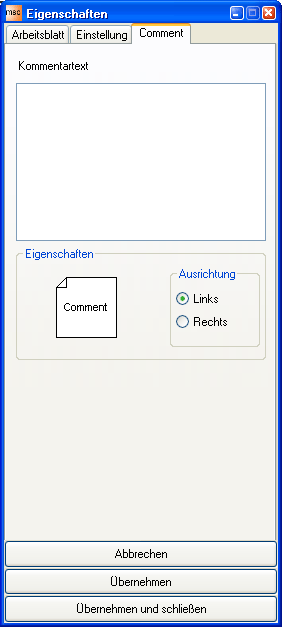 msc Eigenschaften
Arbeitsblatt Einstellung Comment
Kommentartext
Eigenschaften
Ausrichtung
Comment
Links
Rechts
Abbrechen
Übernehmen
Übernehmen und schließen